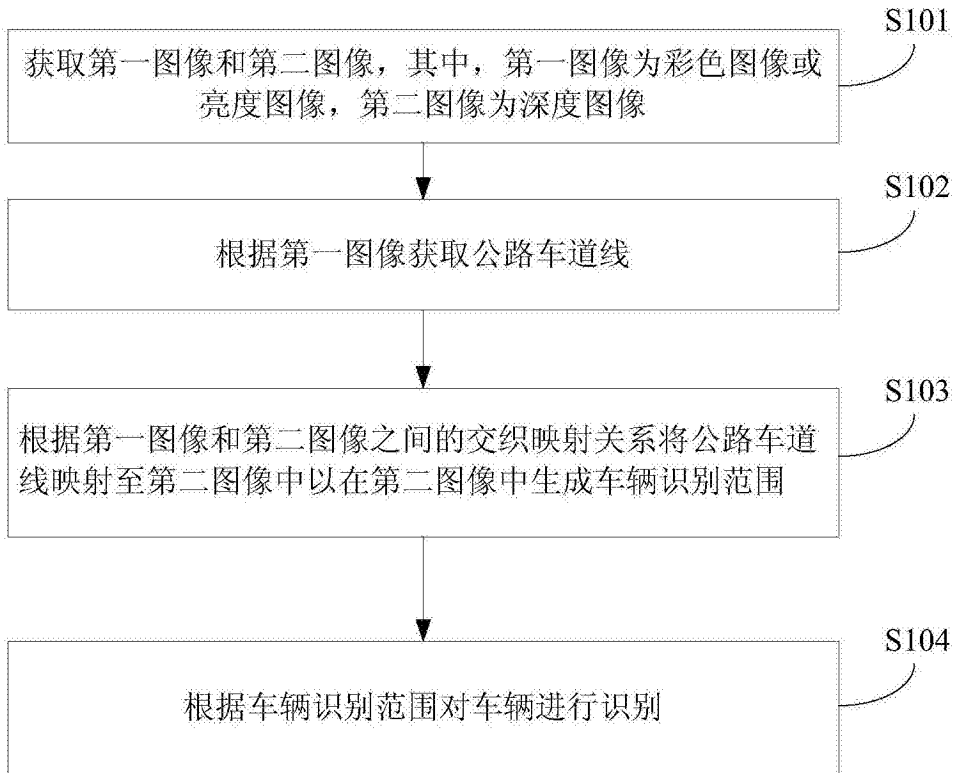 S101
获取第一图像和第二图像，其中，第一图像为彩色图像或
亮度图像，第二图像为深度图像
S102
根据第一图像获取公路车道线
S103
根据第一图像和第二图像之间的交织映射关系将公路车道
线映射至第二图像中以在第二图像中生成车辆识别范围
S104
根据车辆识别范围对车辆进行识别